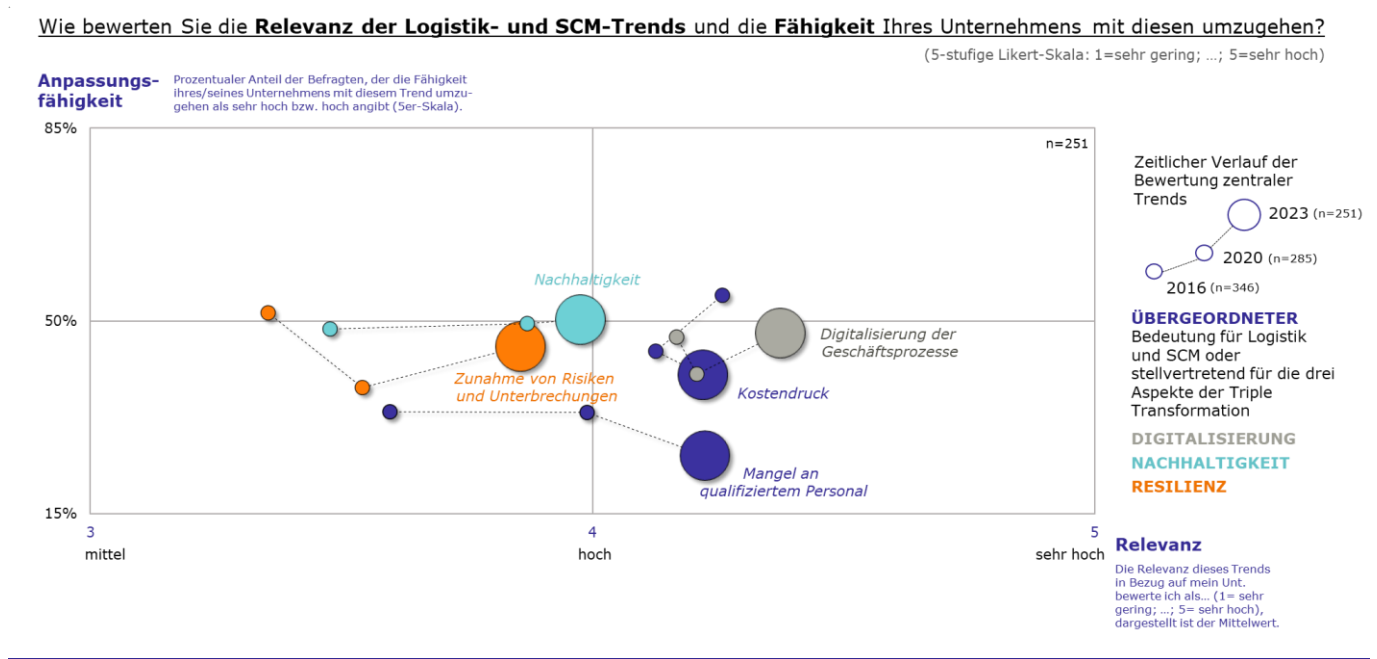 Wie bewerten Sie die Relevanz der Logistik- und SCM-Trends und die Fähigkeit Ihres Unternehmens mit diesen umzugehen?
(5-stufige Likert-Skala: 1=sehr gering; …; 5=sehr hoch)
Anpassungs-
fähigkeit
Prozentualer Anteil der Befragten, der die Fähigkeit
ihres/seines Unternehmens mit diesem Trend umzu-
gehen als sehr hoch bzw. hoch angibt (5er-Skala).
85%
n=251
50%
15%
Nachhaltigkeit
Digitalisierung der
Geschäftsprozesse
Zunahme von Risiken
und Unterbrechungen
Kostendruck
Mangel an
qualifiziertem Personal
3
4
5
mittel
hoch
sehr hoch
Zeitlicher Verlauf der
Bewertung zentraler
Trends
2023 (n=251)
2020 (n=285)
2016 (n=346)
ÜBERGEORDNETER
Bedeutung für Logistik
und SCM oder
stellvertretend für die drei
Aspekte der Triple
Transformation
DIGITALISIERUNG
NACHHALTIGKEIT
RESILIENZ
Relevanz
Die Relevanz dieses Trends
in Bezug auf mein Unt.
bewerte ich als… (1= sehr
gering; …; 5= sehr hoch),
dargestellt ist der Mittelwert.